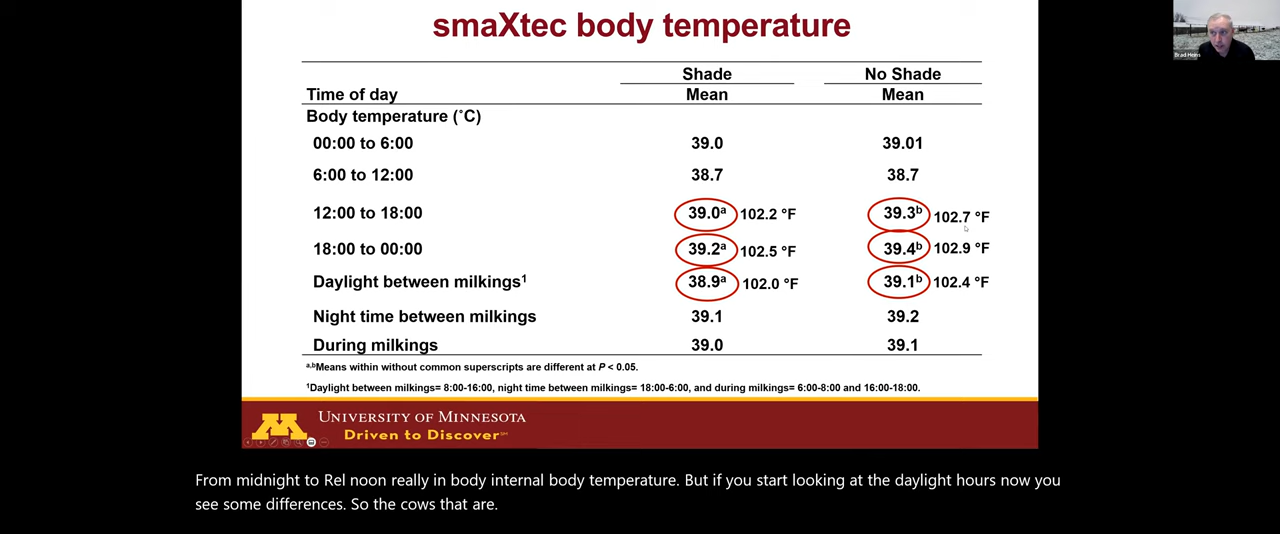 smaXtec body temperature
Shade No Shade
Time of day Mean Mean
Body temperature (˚C)
00:00 to 6:00 39.0 39.01
6:00 to 12:00 38.7 38.7
12:00 to 18:00 39.0ᵃ 102.2 °F 39.3ᵇ 102.7 °F
18:00 to 00:00 39.2ᵃ 102.5 °F 39.4ᵇ 102.9 °F
Daylight between milkings¹ 38.9ᵃ 102.0 °F 39.1ᵇ 102.4 °F
Night time between milkings 39.1 39.2
During milkings 39.0 39.1
ᵃ,ᵇMeans within without common superscripts are different at P < 0.05.
¹Daylight between milkings= 8:00-16:00, night time between milkings= 18:00-6:00, and during milkings= 6:00-8:00 and 16:00-18:00.
M UNIVERSITY OF MINNESOTA
Driven to Discover℠
Brad Heins
From midnight to Rel noon really in body internal body temperature. But if you start looking at the daylight hours now you
see some differences. So the cows that are.